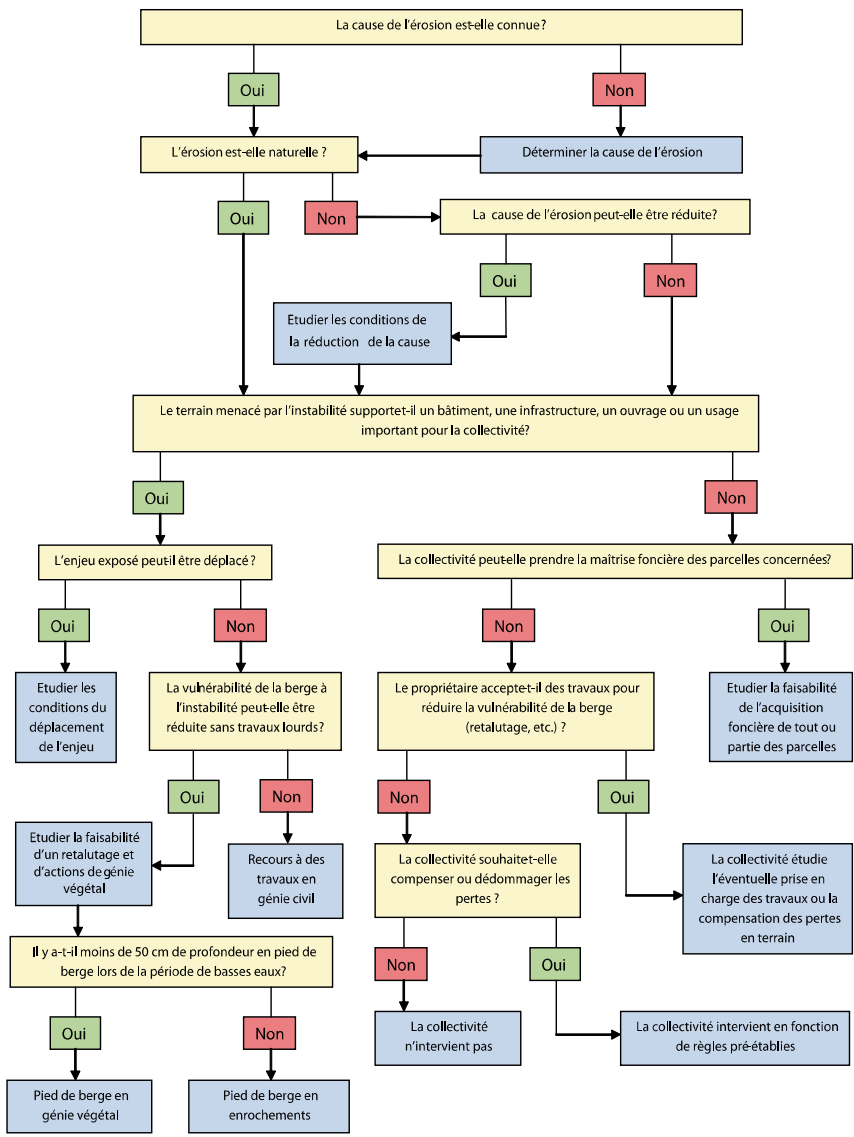 La cause de l'érosion est-elle connue?
Oui
Non
L'érosion est-elle naturelle ?
Déterminer la cause de l'érosion
Oui
Non
La cause de l'érosion peut-elle être réduite?
Oui
Non
Etudier les conditions de
la réduction de la cause
Le terrain menacé par l'instabilité supportet-il un bâtiment, une infrastructure, un ouvrage ou un usage
important pour la collectivité?
Oui
Non
L'enjeu exposé peut-il être déplacé ?
La collectivité peut-elle prendre la maîtrise foncière des parcelles concernées?
Oui
Non
Non
Oui
Etudier les
conditions du
déplacement
de l'enjeu
La vulnérabilité de la berge à
l'instabilité peut-elle être
réduite sans travaux lourds?
Le propriétaire accepte-t-il des travaux pour
réduire la vulnérabilité de la berge
(retalutage, etc.) ?
Etudier la faisabilité
de l'acquisition
foncière de tout ou
partie des parcelles
Oui
Non
Non
Oui
Etudier la faisabilité
d'un retalutage et
d'actions de génie
végétal
Recours à des
travaux en
génie civil
La collectivité souhaitet-elle
compenser ou dédommager les
pertes ?
La collectivité étudie
l'éventuelle prise en
charge des travaux ou la
compensation des pertes
en terrain
Il y a-t-il moins de 50 cm de profondeur en pied de
berge lors de la période de basses eaux?
Non
Oui
Oui
Non
La collectivité
n'intervient pas
La collectivité intervient en fonction
de règles pré-établies
Pied de berge en
génie végétal
Pied de berge en
enrochements